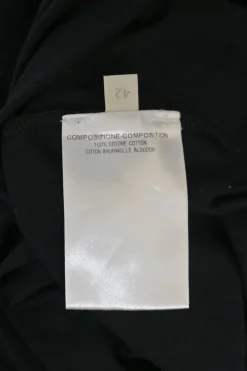 42
COMPOSIZIONE-COMPOSITION
100% COTONE COTTON
COTON BAUMWOLLE ALGODON